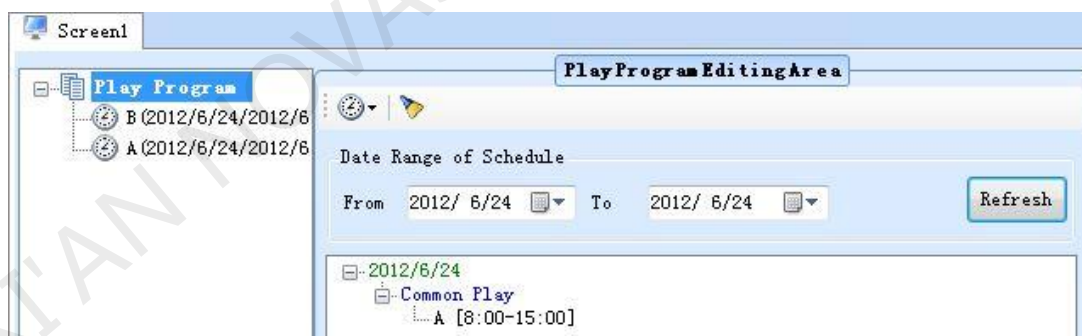 Screen1
Play Program
B(2012/6/24/2012/6
A(2012/6/24/2012/6
PlayProgramEditingArea
Date Range of Schedule
From 2012/ 6/24 To 2012/ 6/24 Refresh
2012/6/24
Common Play
A [8:00-15:00]